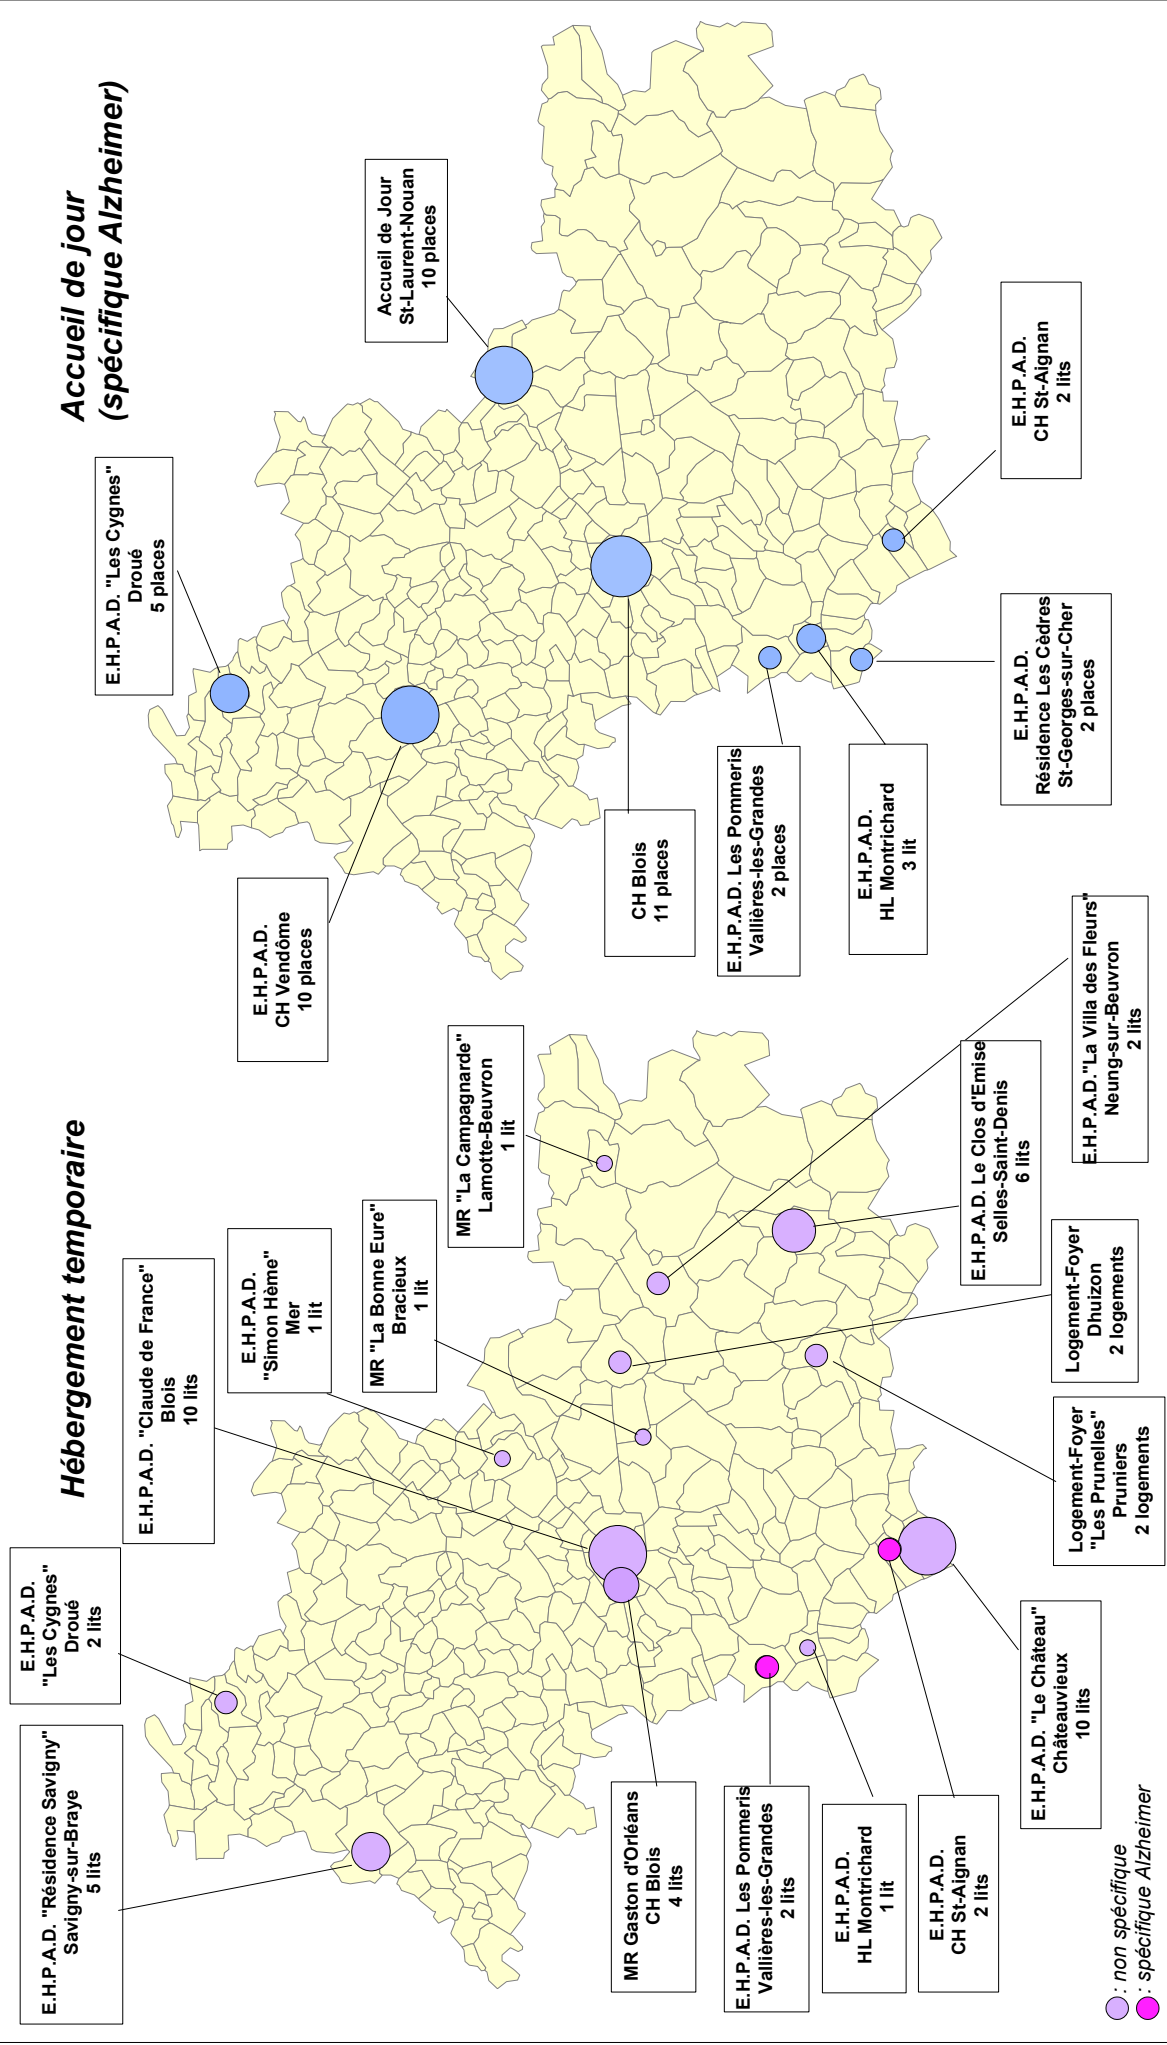 Hébergement temporaire
E.H.P.A.D. "Résidence Savigny"
Savigny-sur-Braye
5 lits
E.H.P.A.D.
"Les Cygnes"
Droué
2 lits
E.H.P.A.D. "Claude de France"
Blois
10 lits
E.H.P.A.D.
"Simon Hème"
Mer
1 lit
MR "La Bonne Eure"
Bracieux
1 lit
MR "La Campagnarde"
Lamotte-Beuvron
1 lit
MR Gaston d'Orléans
CH Blois
4 lits
E.H.P.A.D. Les Pommeris
Vallières-les-Grandes
2 lits
E.H.P.A.D.
HL Montrichard
1 lit
E.H.P.A.D.
CH St-Aignan
2 lits
E.H.P.A.D. "Le Château"
Châteauvieux
10 lits
Logement-Foyer
"Les Prunelles"
Pruniers
2 logements
Logement-Foyer
Dhuizon
2 logements
E.H.P.A.D. Le Clos d'Emise
Selles-Saint-Denis
6 lits
E.H.P.A.D."La Villa des Fleurs"
Neung-sur-Beuvron
2 lits
: non spécifique
: spécifique Alzheimer
Accueil de jour
(spécifique Alzheimer)
E.H.P.A.D. "Les Cygnes"
Droué
5 places
E.H.P.A.D.
CH Vendôme
10 places
Accueil de Jour
St-Laurent-Nouan
10 places
CH Blois
11 places
E.H.P.A.D. Les Pommeris
Vallières-les-Grandes
2 places
E.H.P.A.D.
HL Montrichard
3 lit
E.H.P.A.D.
Résidence Les Cèdres
St-Georges-sur-Cher
2 places
E.H.P.A.D.
CH St-Aignan
2 lits